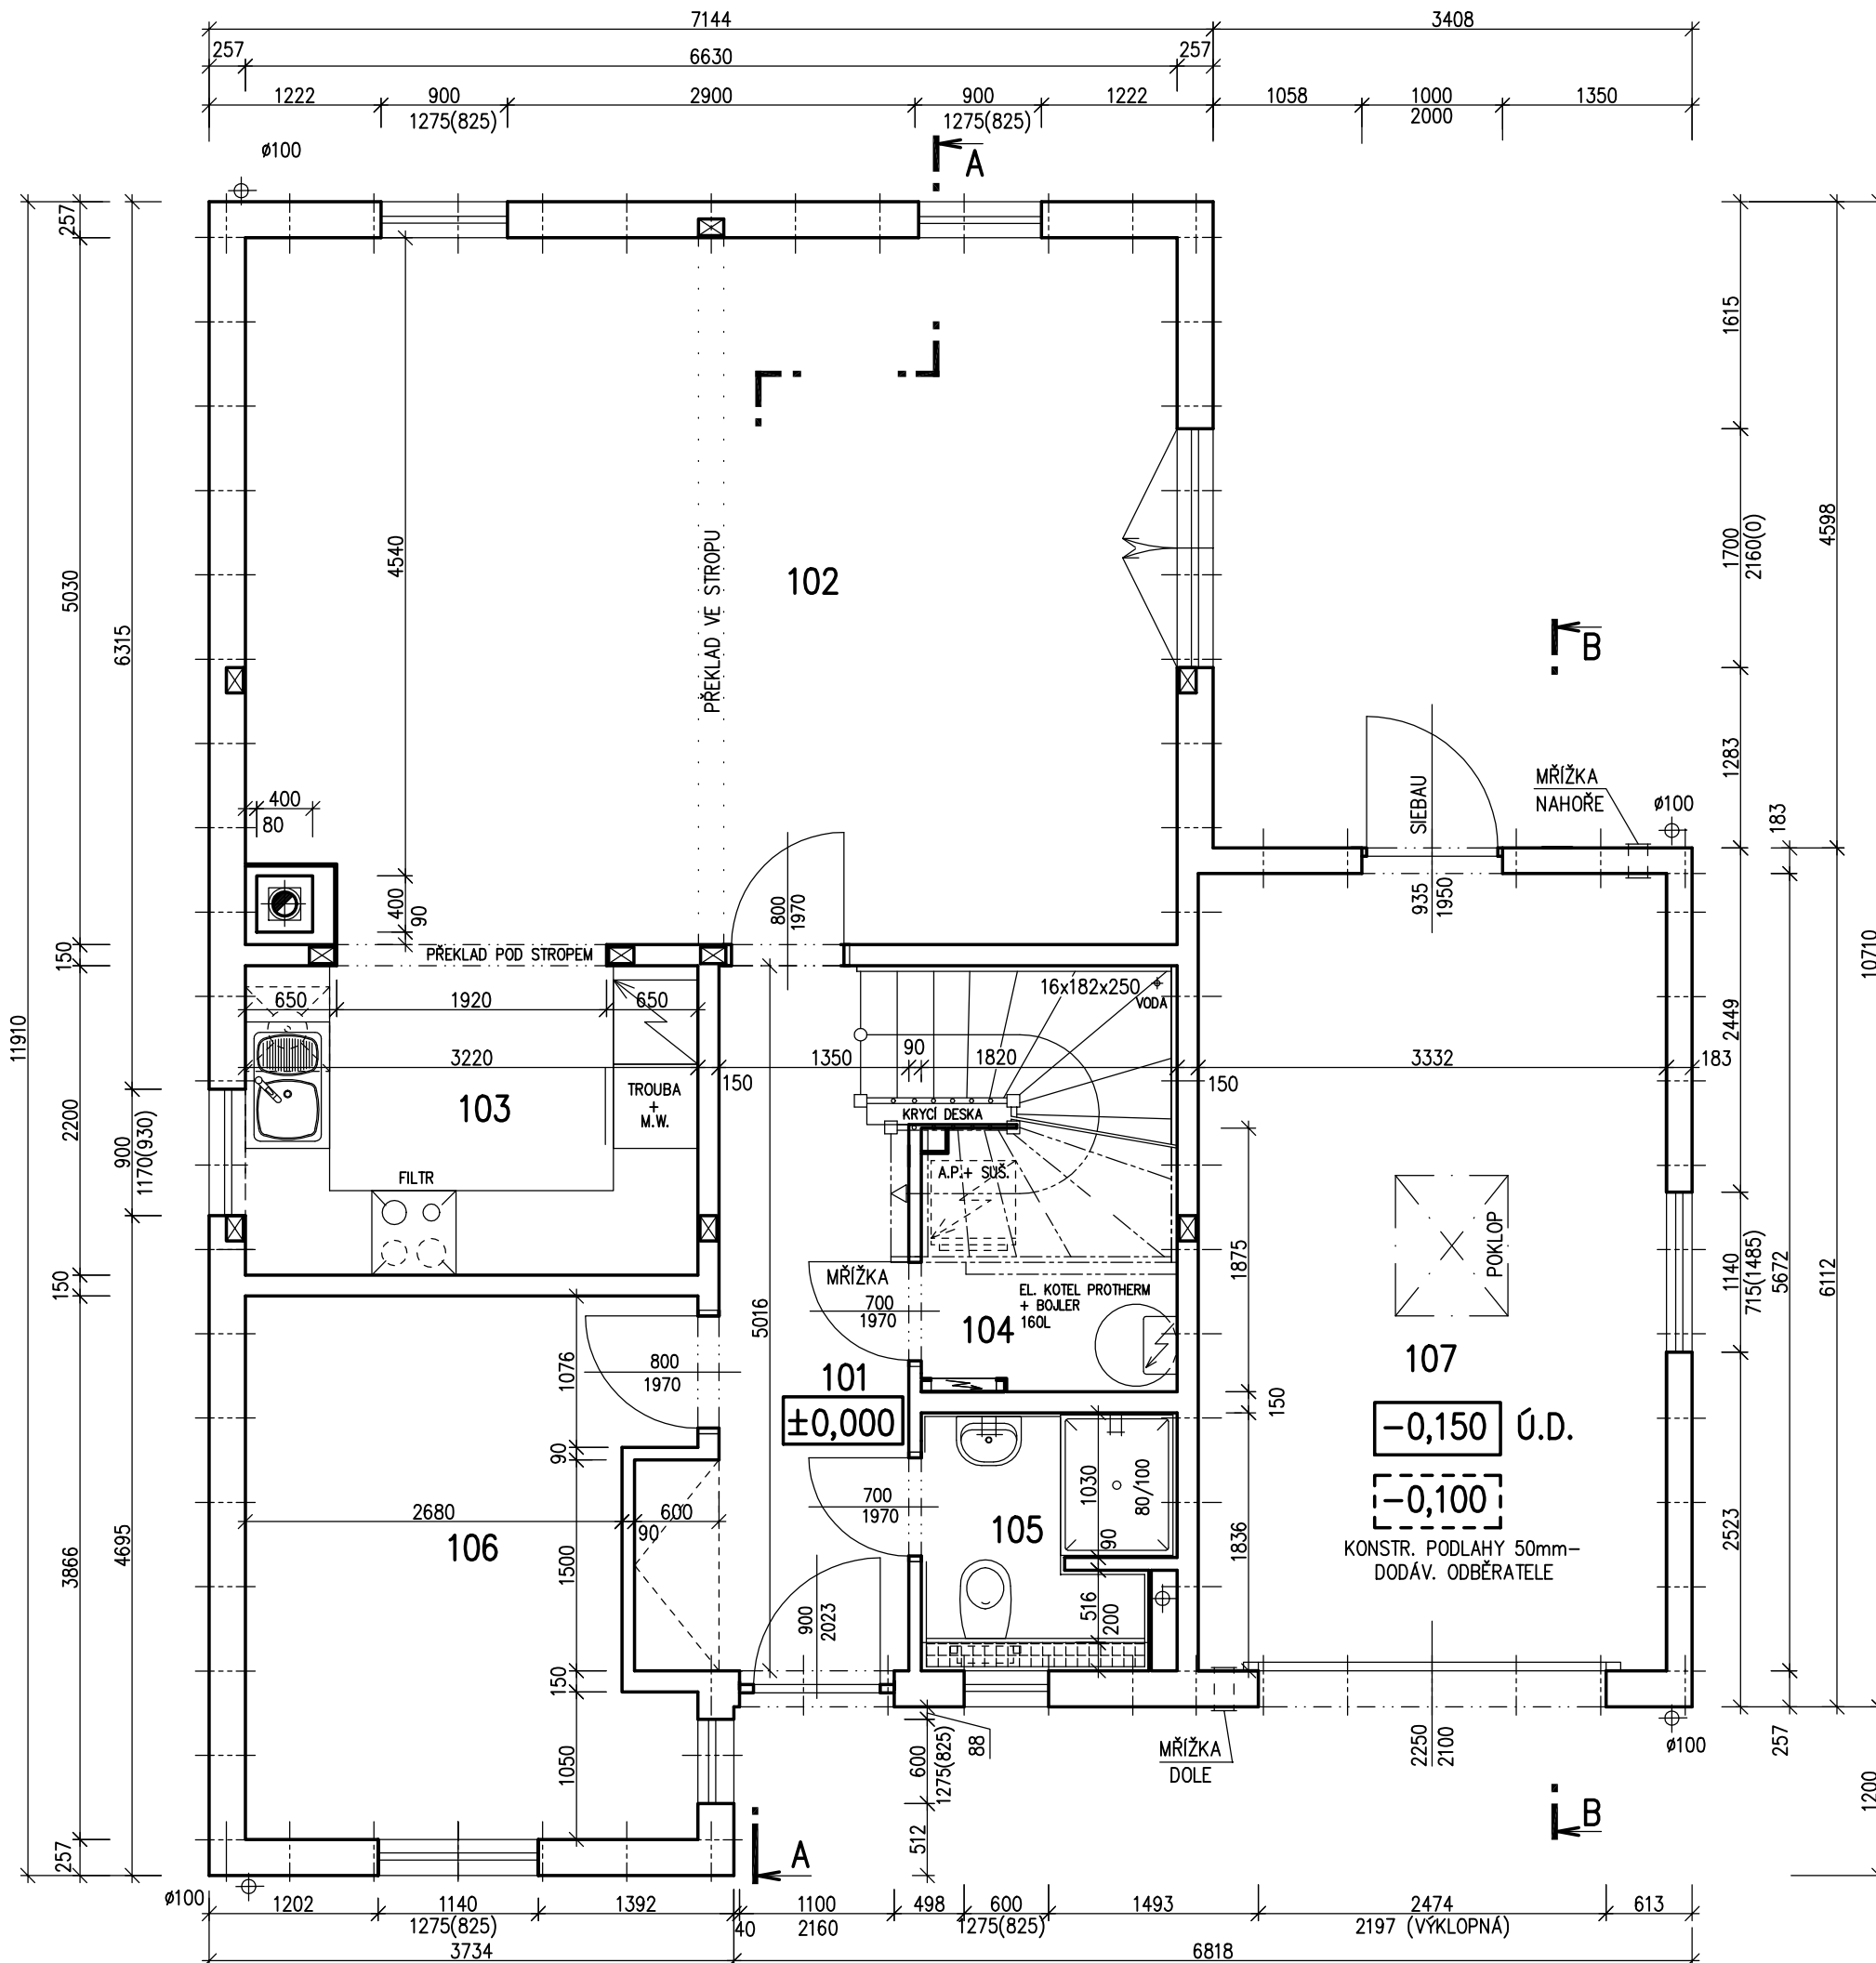 7144 3408
257 6630 257
1222 900 2900 900 1222 1058 1000 1350
1275(825) 1275(825) 2000
ø100
A
257
5030
150
2200
150
3866
257
11910
6315
900
1170(930)
4695
4540
PŘEKLAD VE STROPU
102
1615
1700
2160(0)
1283
183
4598
10710
B
SIEBAU
MŘÍŽKA
NAHOŘE
ø100
935
1950
400
80
400
90
800
1970
PŘEKLAD POD STROPEM
650 1920 650
16x182x250
VODA
3220 150 1350 90 1820 150 3332 183
103
TROUBA
+
M.W.
KRYCÍ DESKA
FILTR
A.P.+ SUŠ.
2449
1140
715(1485)
5672
6112
2523
257
1200
POKLOP
1875
MŘÍŽKA
700
1970
EL. KOTEL PROTHERM
+ BOJLER
160L
104
5016
101
±0,000
107
150
-0,150 Ú.D.
-0,100
KONSTR. PODLAHY 50mm-
DODÁV. ODBĚRATELE
1076
800
1970
90
2680 90 600
106
1500
150
1050
700
1970
105
1030
80/100
90
516
200
1836
900
2023
88
600
1275(825)
512
MŘÍŽKA
DOLE
2250
2100
ø100
B
A
ø100
1202 1140 1392 40 1100 498 600 1493 2474 613
1275(825) 2160 1275(825) 2197 (VÝKLOPNÁ)
3734 6818